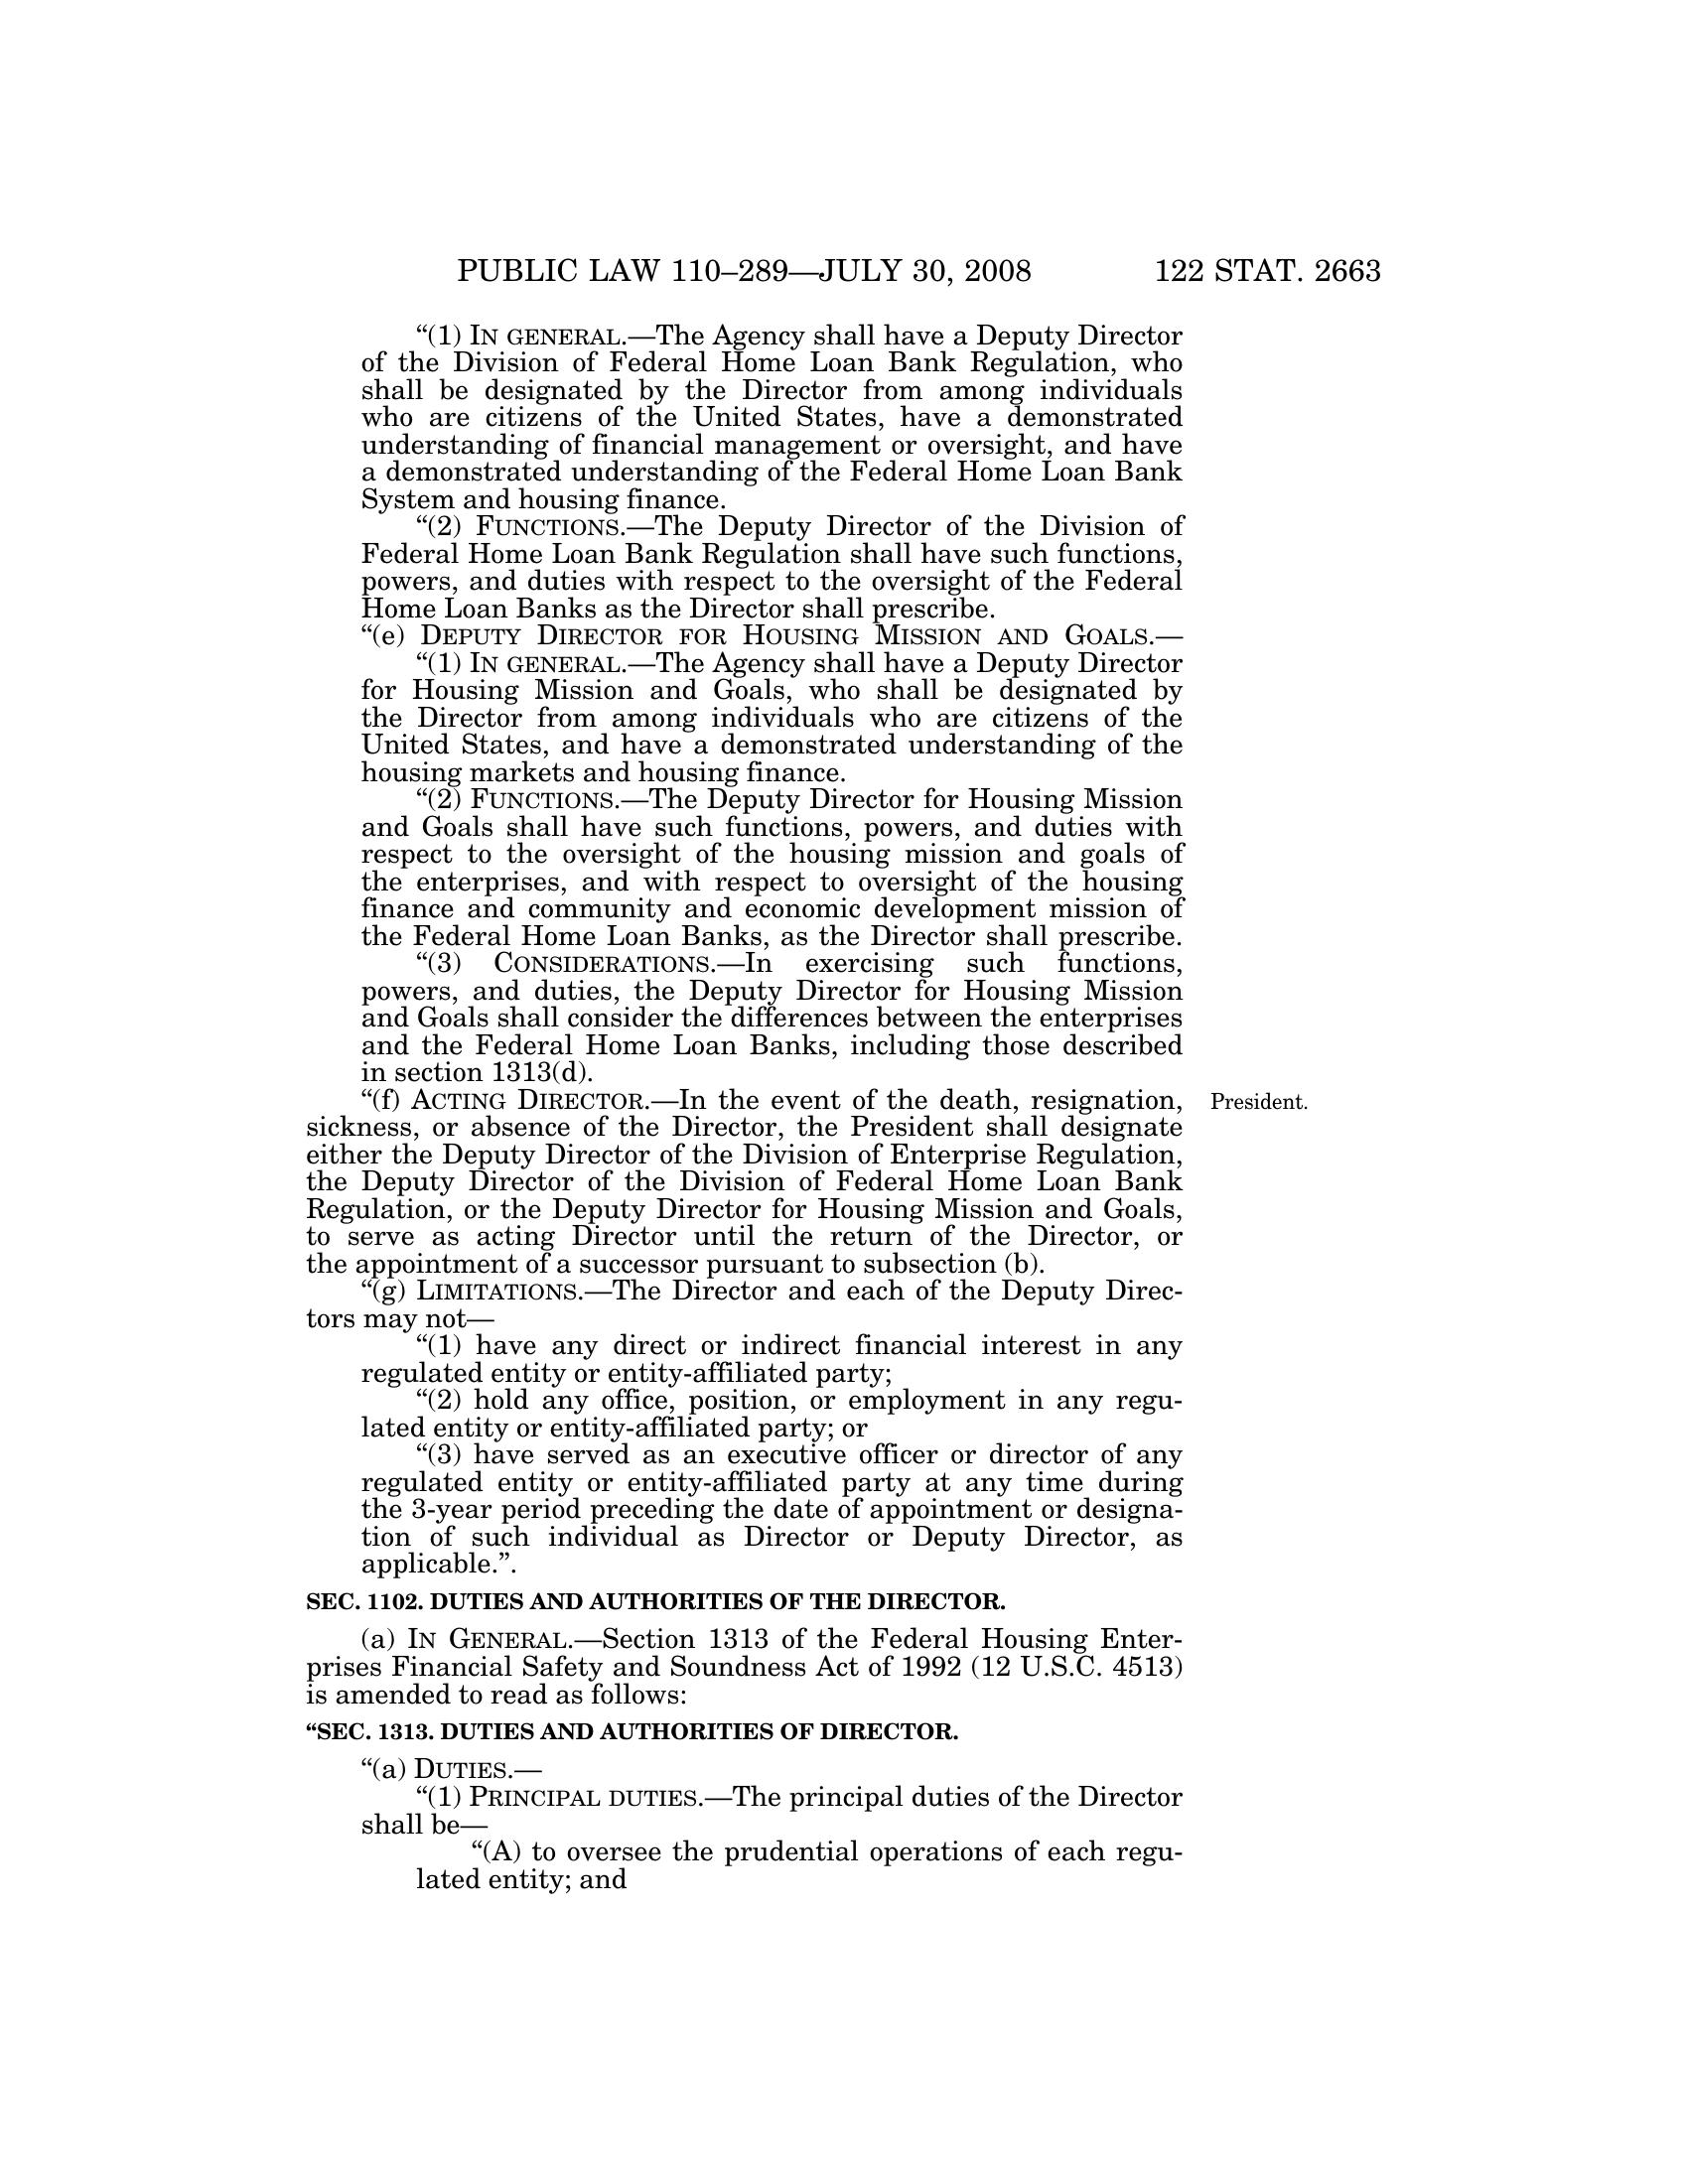 PUBLIC LAW 110–289—JULY 30, 2008 122 STAT. 2663
“(1) IN GENERAL.—The Agency shall have a Deputy Director
of the Division of Federal Home Loan Bank Regulation, who
shall be designated by the Director from among individuals
who are citizens of the United States, have a demonstrated
understanding of financial management or oversight, and have
a demonstrated understanding of the Federal Home Loan Bank
System and housing finance.
“(2) FUNCTIONS.—The Deputy Director of the Division of
Federal Home Loan Bank Regulation shall have such functions,
powers, and duties with respect to the oversight of the Federal
Home Loan Banks as the Director shall prescribe.
“(e) DEPUTY DIRECTOR FOR HOUSING MISSION AND GOALS.—
“(1) IN GENERAL.—The Agency shall have a Deputy Director
for Housing Mission and Goals, who shall be designated by
the Director from among individuals who are citizens of the
United States, and have a demonstrated understanding of the
housing markets and housing finance.
“(2) FUNCTIONS.—The Deputy Director for Housing Mission
and Goals shall have such functions, powers, and duties with
respect to the oversight of the housing mission and goals of
the enterprises, and with respect to oversight of the housing
finance and community and economic development mission of
the Federal Home Loan Banks, as the Director shall prescribe.
“(3) CONSIDERATIONS.—In exercising such functions,
powers, and duties, the Deputy Director for Housing Mission
and Goals shall consider the differences between the enterprises
and the Federal Home Loan Banks, including those described
in section 1313(d).
“(f) ACTING DIRECTOR.—In the event of the death, resignation, President.
sickness, or absence of the Director, the President shall designate
either the Deputy Director of the Division of Enterprise Regulation,
the Deputy Director of the Division of Federal Home Loan Bank
Regulation, or the Deputy Director for Housing Mission and Goals,
to serve as acting Director until the return of the Director, or
the appointment of a successor pursuant to subsection (b).
“(g) LIMITATIONS.—The Director and each of the Deputy Direc-
tors may not—
“(1) have any direct or indirect financial interest in any
regulated entity or entity-affiliated party;
“(2) hold any office, position, or employment in any regu-
lated entity or entity-affiliated party; or
“(3) have served as an executive officer or director of any
regulated entity or entity-affiliated party at any time during
the 3-year period preceding the date of appointment or designa-
tion of such individual as Director or Deputy Director, as
applicable.”.
SEC. 1102. DUTIES AND AUTHORITIES OF THE DIRECTOR.
(a) IN GENERAL.—Section 1313 of the Federal Housing Enter-
prises Financial Safety and Soundness Act of 1992 (12 U.S.C. 4513)
is amended to read as follows:
“SEC. 1313. DUTIES AND AUTHORITIES OF DIRECTOR.
“(a) DUTIES.—
“(1) PRINCIPAL DUTIES.—The principal duties of the Director
shall be—
“(A) to oversee the prudential operations of each regu-
lated entity; and